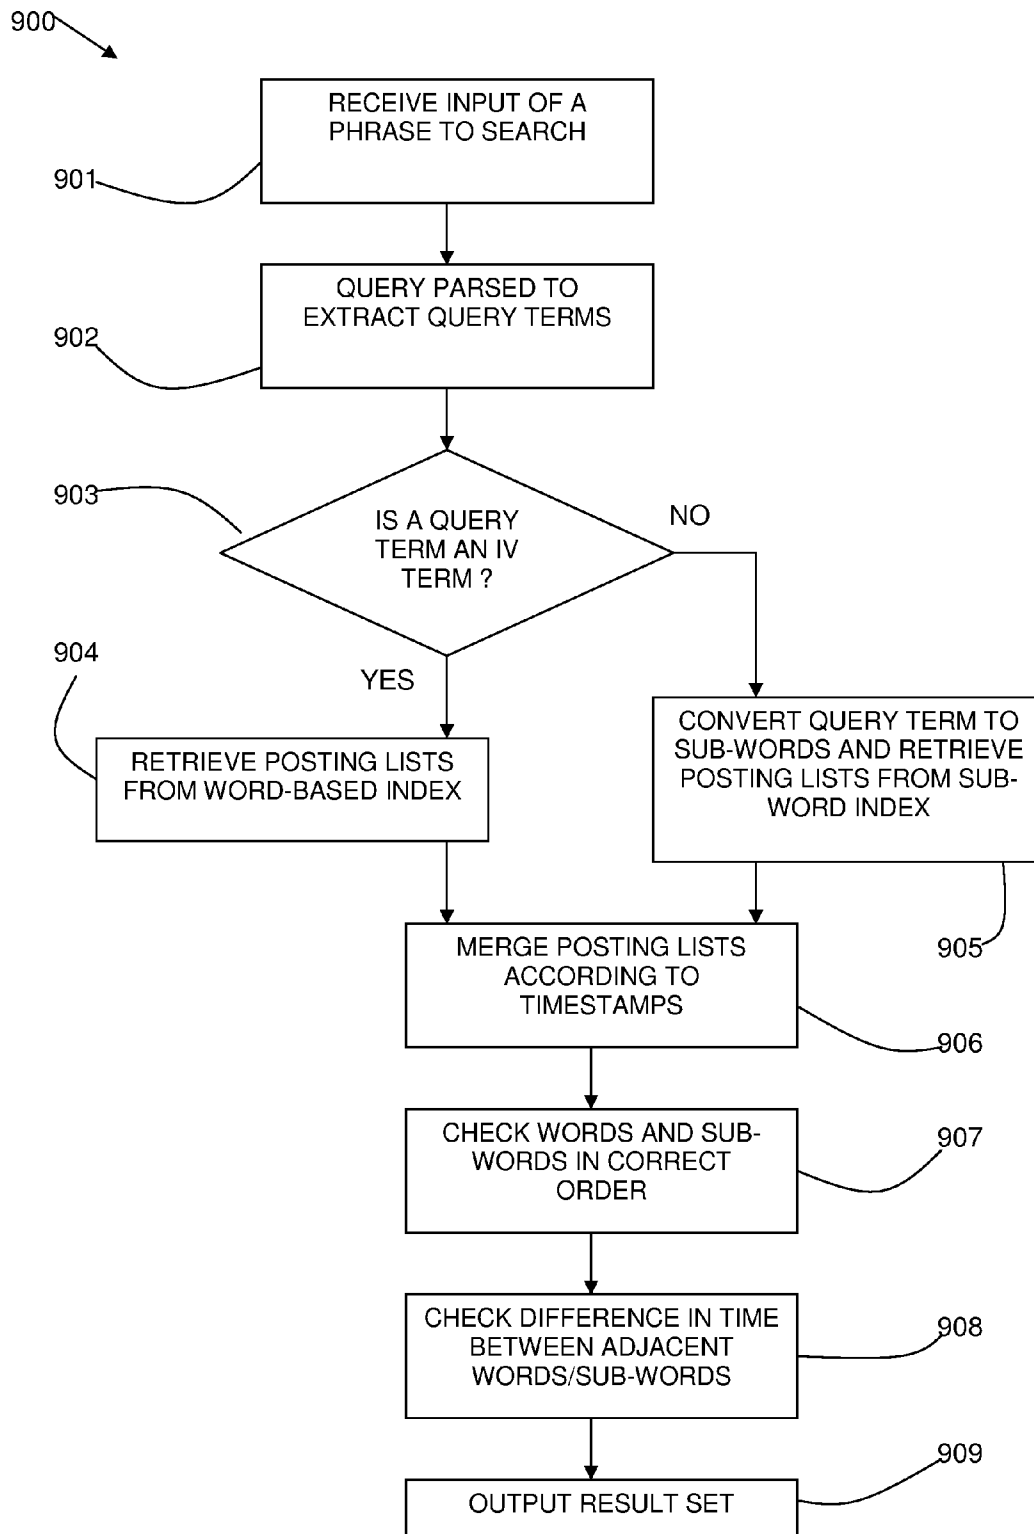 900
RECEIVE INPUT OF A
PHRASE TO SEARCH
901
QUERY PARSED TO
EXTRACT QUERY TERMS
902
903
IS A QUERY
TERM AN IV
TERM ?
NO
YES
904
RETRIEVE POSTING LISTS
FROM WORD-BASED INDEX
CONVERT QUERY TERM TO
SUB-WORDS AND RETRIEVE
POSTING LISTS FROM SUB-
WORD INDEX
905
MERGE POSTING LISTS
ACCORDING TO
TIMESTAMPS
906
CHECK WORDS AND SUB-
WORDS IN CORRECT
ORDER
907
CHECK DIFFERENCE IN TIME
BETWEEN ADJACENT
WORDS/SUB-WORDS
908
909
OUTPUT RESULT SET